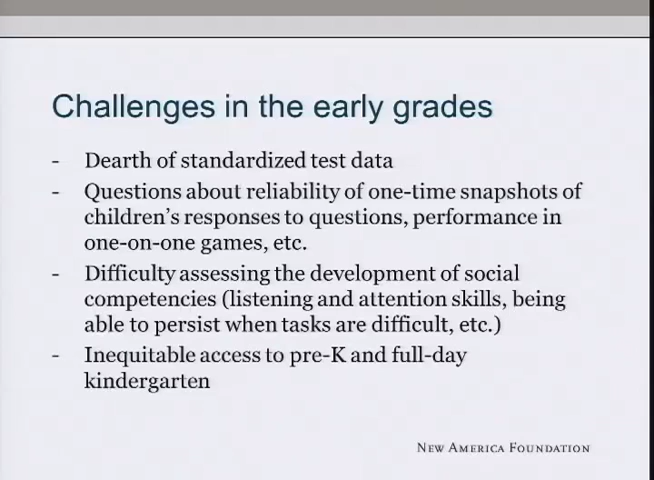 Challenges in the early grades
- Dearth of standardized test data
- Questions about reliability of one-time snapshots of
children's responses to questions, performance in
one-on-one games, etc.
- Difficulty assessing the development of social
competencies (listening and attention skills, being
able to persist when tasks are difficult, etc.)
- Inequitable access to pre-K and full-day
kindergarten
NEW AMERICA FOUNDATION